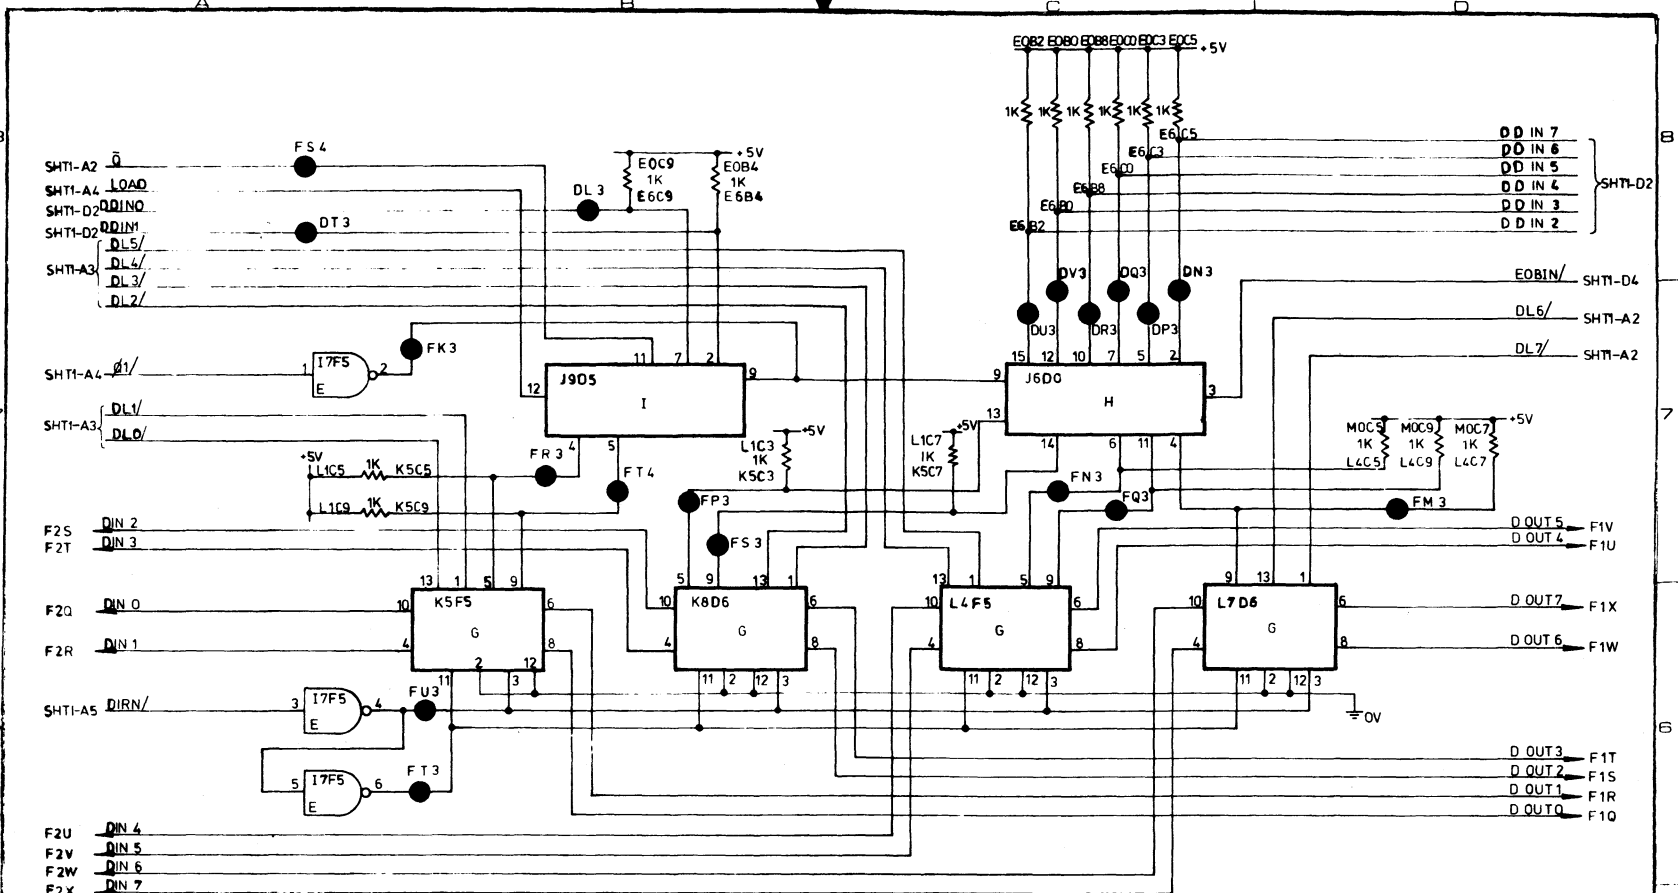 A B C D
8
E0B2 E0B0 E0B8 E0C0 E0C3 E0C5
+5V
1K 1K 1K 1K 1K 1K
FS4
SHT1-A2 Q̄
SHT1-A4 LOAD
SHT1-D2 DDIN0
SHT1-D2 DDIN1
DL3
DT3
+5V
E0C9
1K
E6C9
E0B4
1K
E6B4
E6C5
E6C3
E6C0
E6B8
E6B0
E6B2
DD IN 7
DD IN 6
DD IN 5
DD IN 4
DD IN 3
DD IN 2
SHT1-D2
SHT1-A3
DL5/
DL4/
DL3/
DL2/
DV3 DQ3 DN3
DU3 DR3 DP3
EOBIN/ SHT1-D4
DL6/ SHT1-A2
DL7/ SHT1-A2
SHT1-A4 Ø1/
1 I7F5 2
E
FK3
11 7 2
12 J9D5 9
I
4 5
15 12 10 7 5 2
9 J6D0 3
H
13
14 6 11 4
7
SHT1-A3
DL1/
DL0/
+5V
L1C5 1K K5C5
L1C9 1K K5C9
FR3
FT4
L1C3
1K
K5C3
+5V
L1C7
1K
K5C7
+5V
M0C5
1K
L4C5
M0C9
1K
L4C9
M0C7
1K
L4C7
+5V
FP3
FS3
FN3
FQ3
FM3
F2S DIN 2
F2T DIN 3
D OUT 5 F1V
D OUT 4 F1U
13 1 5 9
K5F5
G
10 6
4 8
11 2 3 12
5 9 13 1
K8D6
G
10 6
4 8
11 2 12 3
13 1 5 9
L4F5
G
10 6
4 8
11 2 12 3
9 13 1
L7D6
G
10 6
4 8
11 2 12 3
F2Q DIN 0
F2R DIN 1
D OUT7 F1X
D OUT 6 F1W
SHT1-A5 DIRN/
3 I7F5 4
E
FU3
0V
6
5 I7F5 6
E
FT3
D OUT3 F1T
D OUT2 F1S
D OUT1 F1R
D OUT0 F1Q
F2U DIN 4
F2V DIN 5
F2W DIN 6
F2X DIN 7